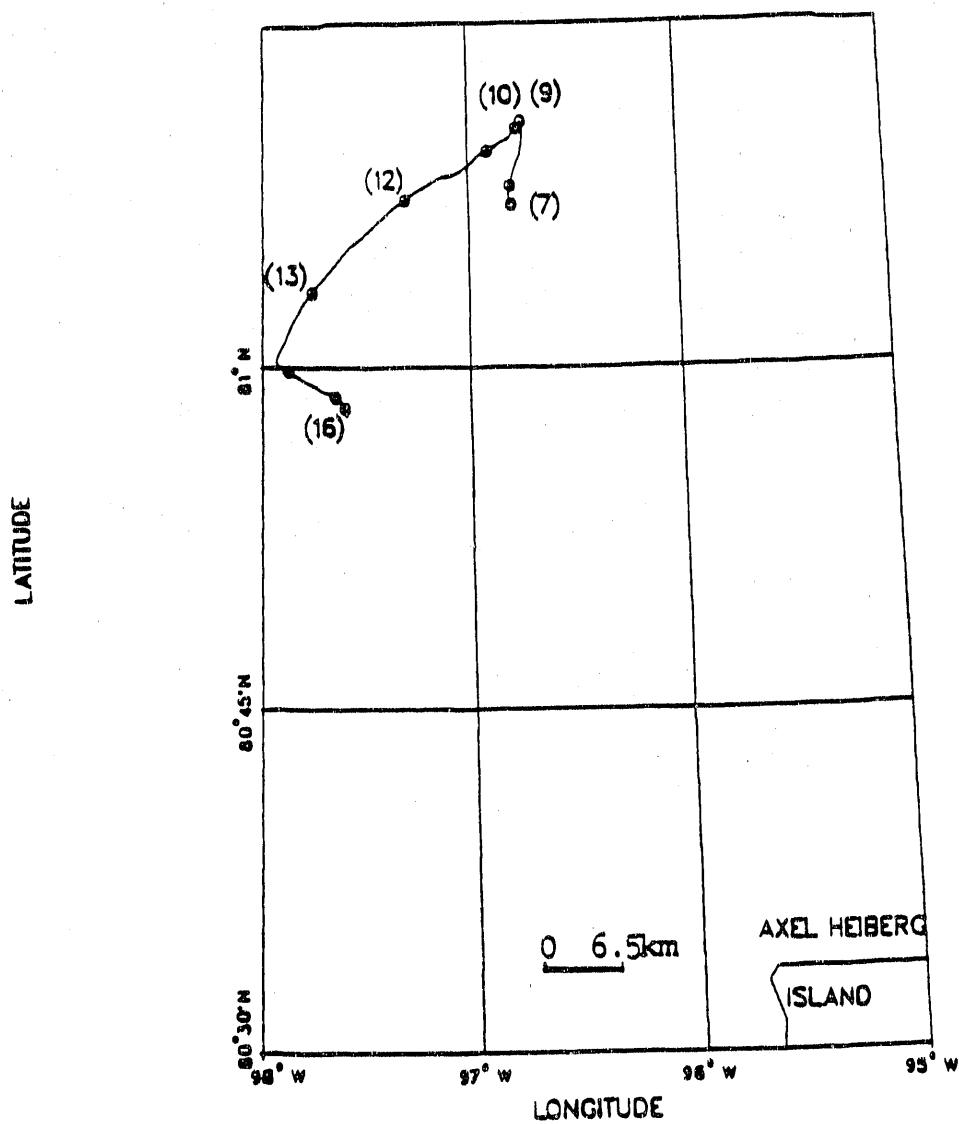 (10) (9)
(12)
(7)
(13)
81° N
(16)
LATITUDE
80°45'N
AXEL HEIBERG
0 6.5km
ISLAND
80°30'N
98° W
97° W
96° W
95° W
LONGITUDE